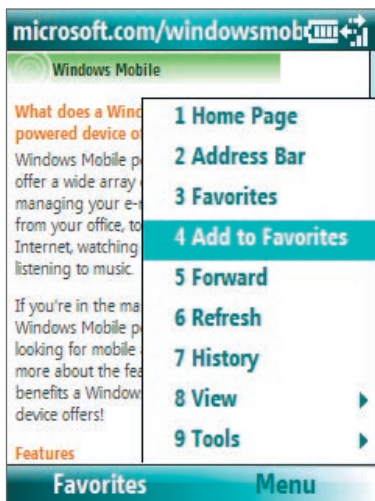 microsoft.com/windowsmob
Windows Mobile
What does a Wind
powered device o
Windows Mobile p
offer a wide array
managing your e-
from your office, to
Internet, watching
listening to music.
If you're in the ma
Windows Mobile p
looking for mobile
more about the fea
benefits a Window
device offers!
Features
1 Home Page
2 Address Bar
3 Favorites
4 Add to Favorites
5 Forward
6 Refresh
7 History
8 View
9 Tools
Favorites
Menu